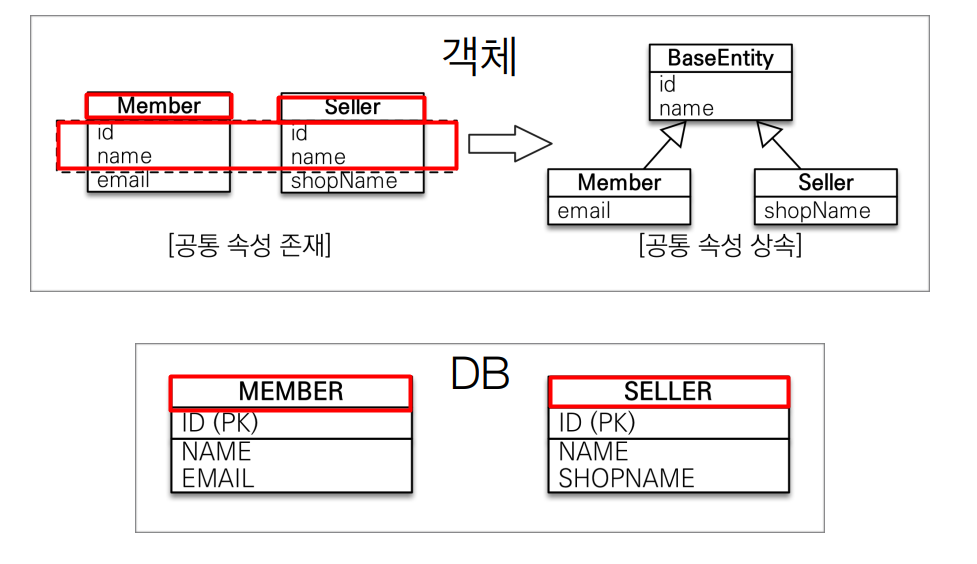 객체
Member
id
name
email
Seller
id
name
shopName
[공통 속성 존재]
BaseEntity
id
name
Member
email
Seller
shopName
[공통 속성 상속]
DB
MEMBER
ID (PK)
NAME
EMAIL
SELLER
ID (PK)
NAME
SHOPNAME